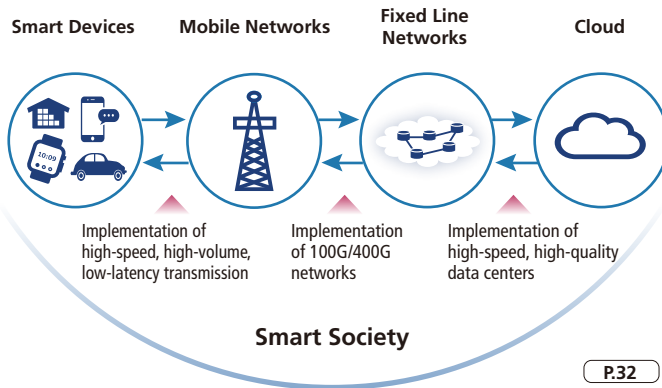 Smart Devices
Mobile Networks
Fixed Line
Networks
Cloud
10:09
Implementation of
high-speed, high-volume,
low-latency transmission
Implementation
of 100G/400G
networks
Implementation of
high-speed, high-quality
data centers
Smart Society
P.32